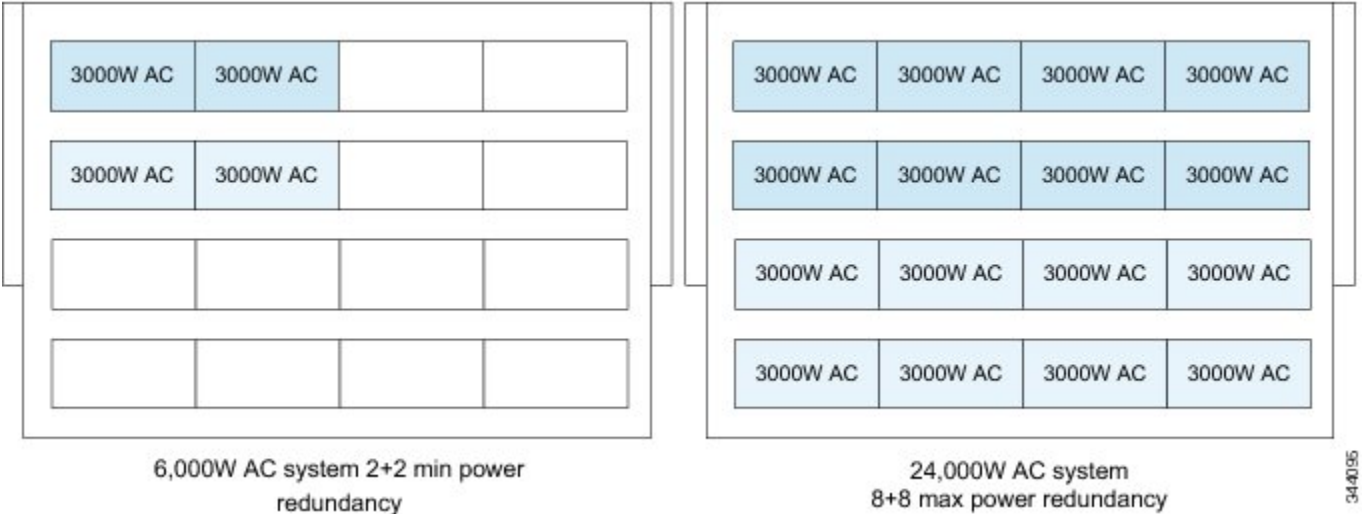 3000W AC 3000W AC
3000W AC 3000W AC
6,000W AC system 2+2 min power
redundancy
3000W AC 3000W AC 3000W AC 3000W AC
3000W AC 3000W AC 3000W AC 3000W AC
3000W AC 3000W AC 3000W AC 3000W AC
3000W AC 3000W AC 3000W AC 3000W AC
24,000W AC system
8+8 max power redundancy
344095